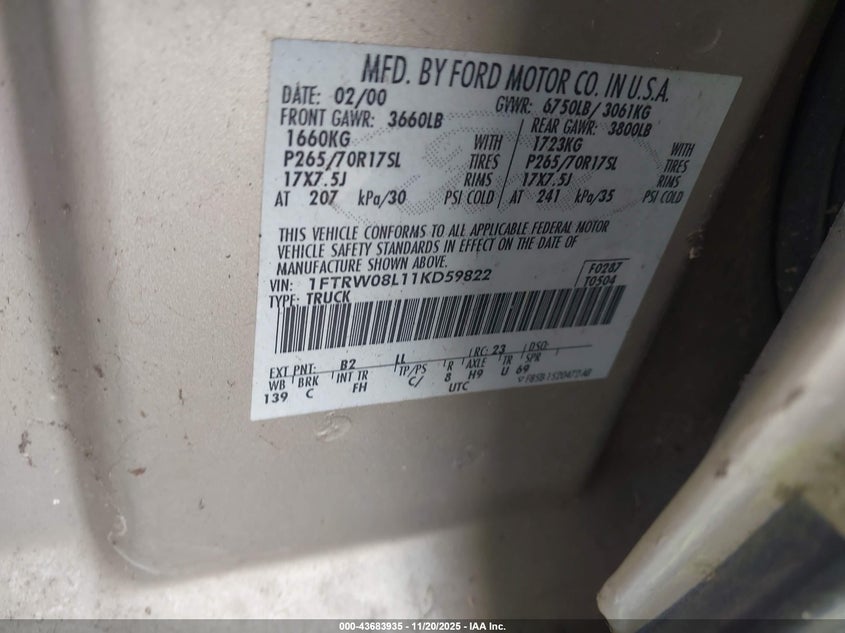 MFD. BY FORD MOTOR CO. IN U.S.A.
DATE: 02/00 GVWR: 6750LB/ 3061KG
FRONT GAWR: 3660LB REAR GAWR: 3800LB
1660KG WITH 1723KG WITH
P265/70R17SL TIRES P265/70R17SL TIRES
17X7.5J RIMS 17X7.5J RIMS
AT 207 kPa/30 PSI COLD AT 241 kPa/35 PSI COLD
THIS VEHICLE CONFORMS TO ALL APPLICABLE FEDERAL MOTOR
VEHICLE SAFETY STANDARDS IN EFFECT ON THE DATE OF
MANUFACTURE SHOWN ABOVE.
VIN: 1FTRW08L11KD59822 F0287
TYPE: TRUCK T0504
EXT PNT: B2 LL RC: 23 DSO:
WB BRK INT TR TP/PS R AXLE TR SPR
139 C FH C/ 8 H9 U 69
UTC
000-43683935 - 11/20/2025 - IAA Inc.